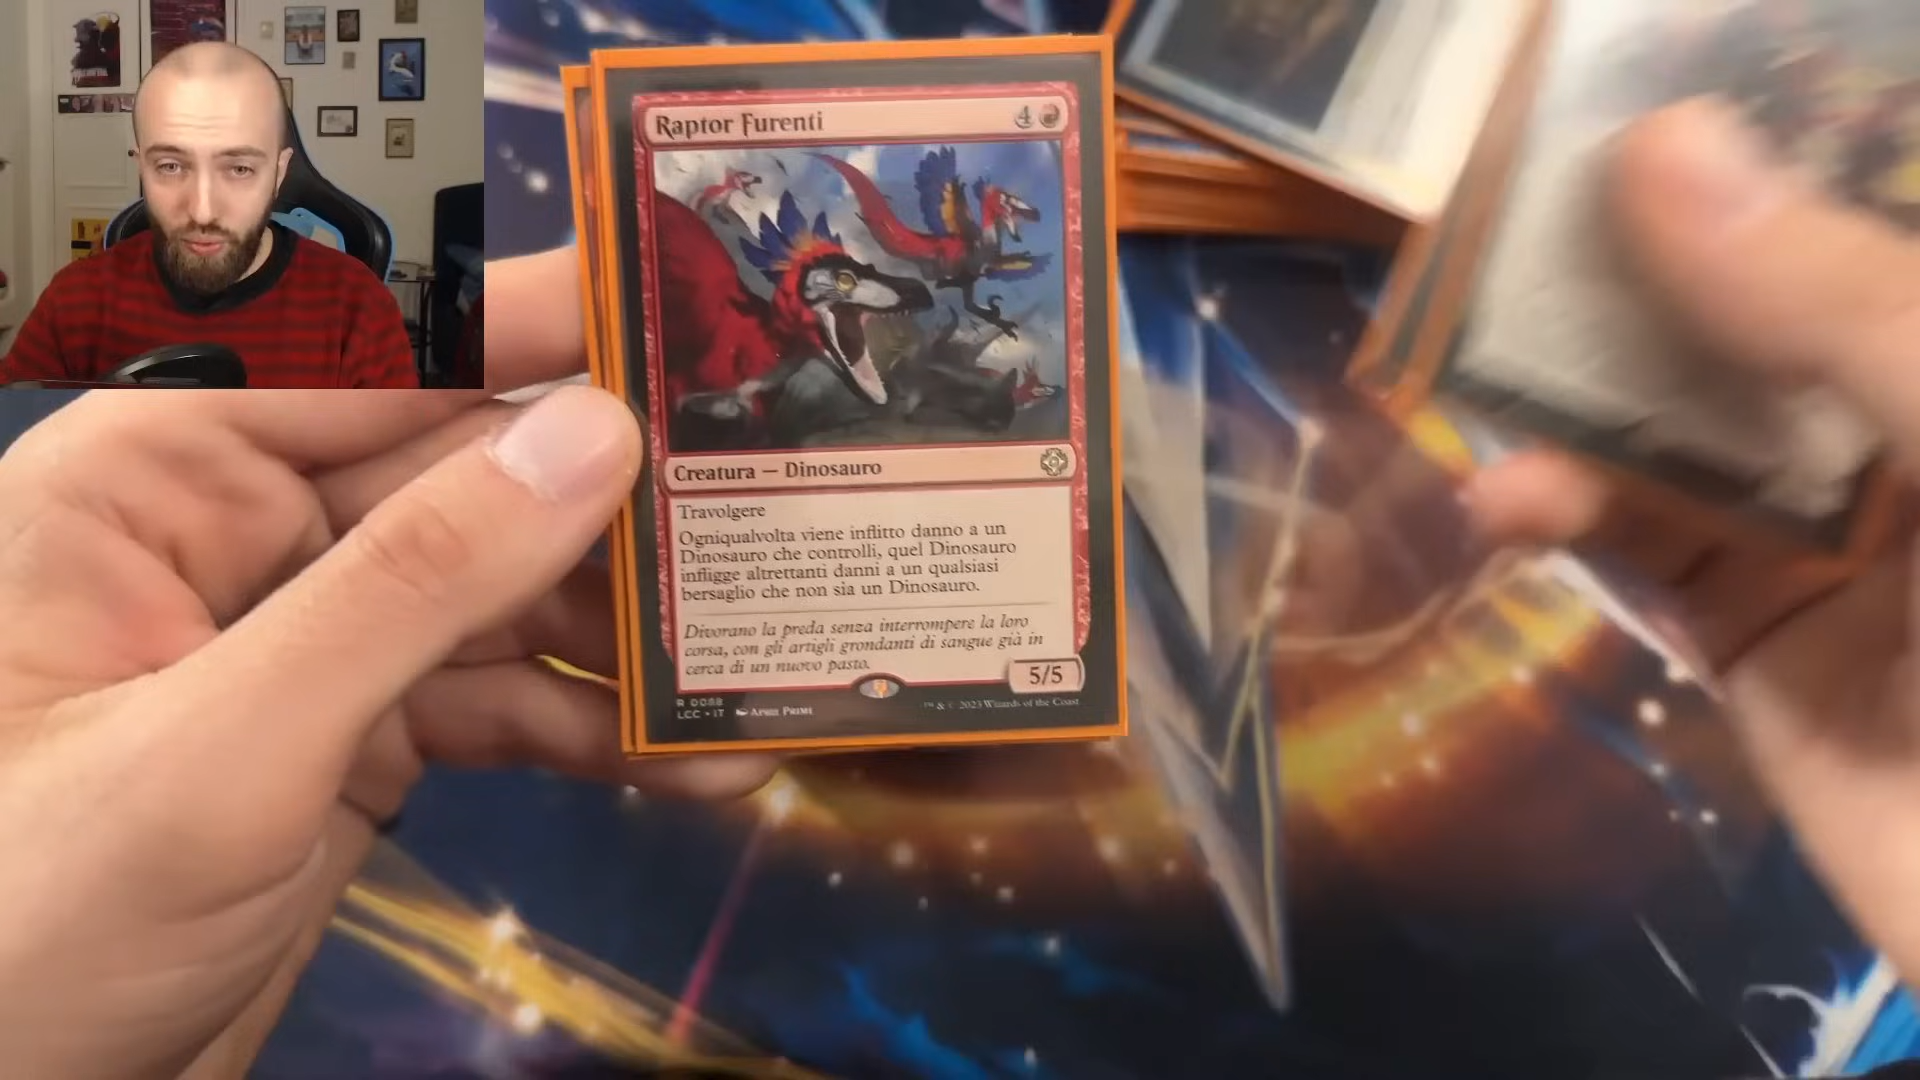 Raptor Furenti 4
Creatura — Dinosauro
Travolgere
Ogniqualvolta viene inflitto danno a un
Dinosauro che controlli, quel Dinosauro
infligge altrettanti danni a un qualsiasi
bersaglio che non sia un Dinosauro.
Divorano la preda senza interrompere la loro
corsa, con gli artigli grondanti di sangue già in
cerca di un nuovo pasto.
5/5
R
LCC • IT
™ & © 2023 Wizards of the Coast